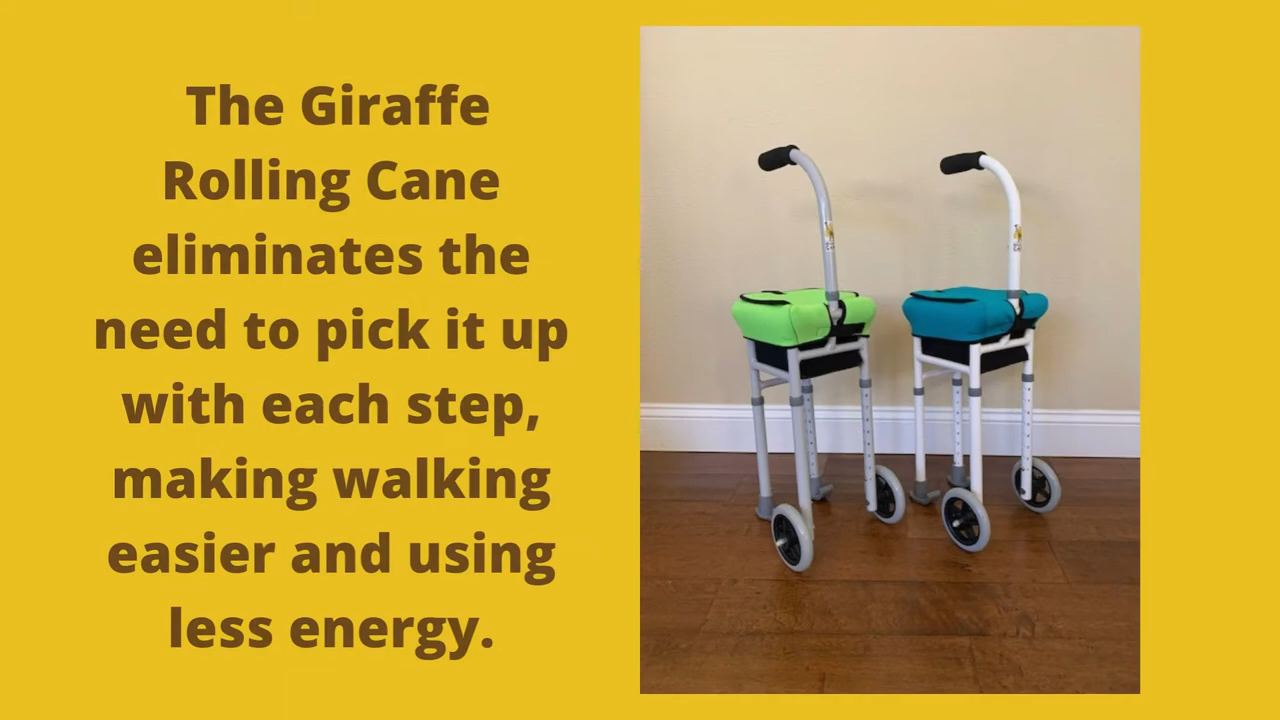 The Giraffe
Rolling Cane
eliminates the
need to pick it up
with each step,
making walking
easier and using
less energy.